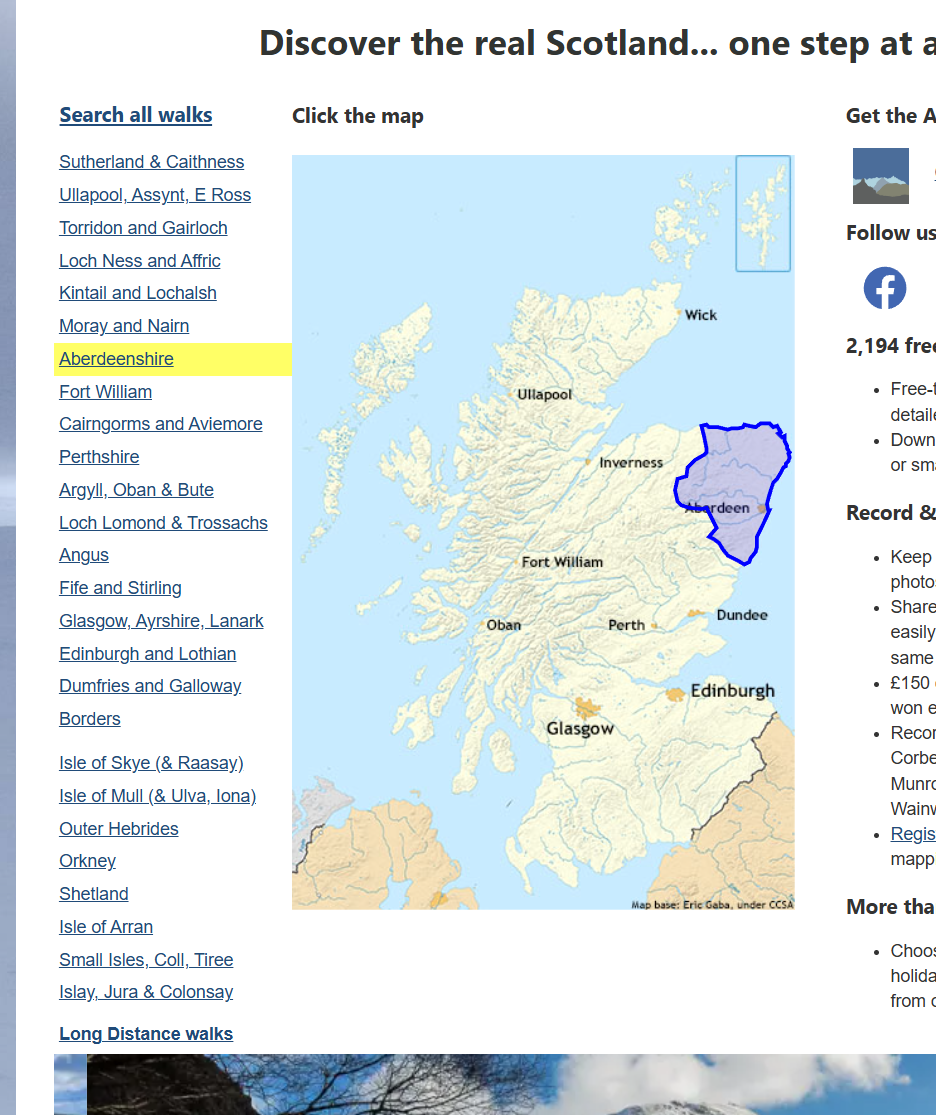 Discover the real Scotland... one step at a
Search all walks
Sutherland & Caithness
Ullapool, Assynt, E Ross
Torridon and Gairloch
Loch Ness and Affric
Kintail and Lochalsh
Moray and Nairn
Aberdeenshire
Fort William
Cairngorms and Aviemore
Perthshire
Argyll, Oban & Bute
Loch Lomond & Trossachs
Angus
Fife and Stirling
Glasgow, Ayrshire, Lanark
Edinburgh and Lothian
Dumfries and Galloway
Borders
Isle of Skye (& Raasay)
Isle of Mull (& Ulva, Iona)
Outer Hebrides
Orkney
Shetland
Isle of Arran
Small Isles, Coll, Tiree
Islay, Jura & Colonsay
Long Distance walks
Click the map
Wick
Ullapool
Inverness
Aberdeen
Fort William
Dundee
Oban
Perth
Edinburgh
Glasgow
Map base: Eric Gaba, under CCSA
Get the A
Follow us
2,194 free
Free-t
detaile
Down
or sma
Record &
Keep
photos
Share
easily
same
£150
won e
Recor
Corbe
Munro
Wainw
Regis
mapp
More tha
Choos
holida
from c